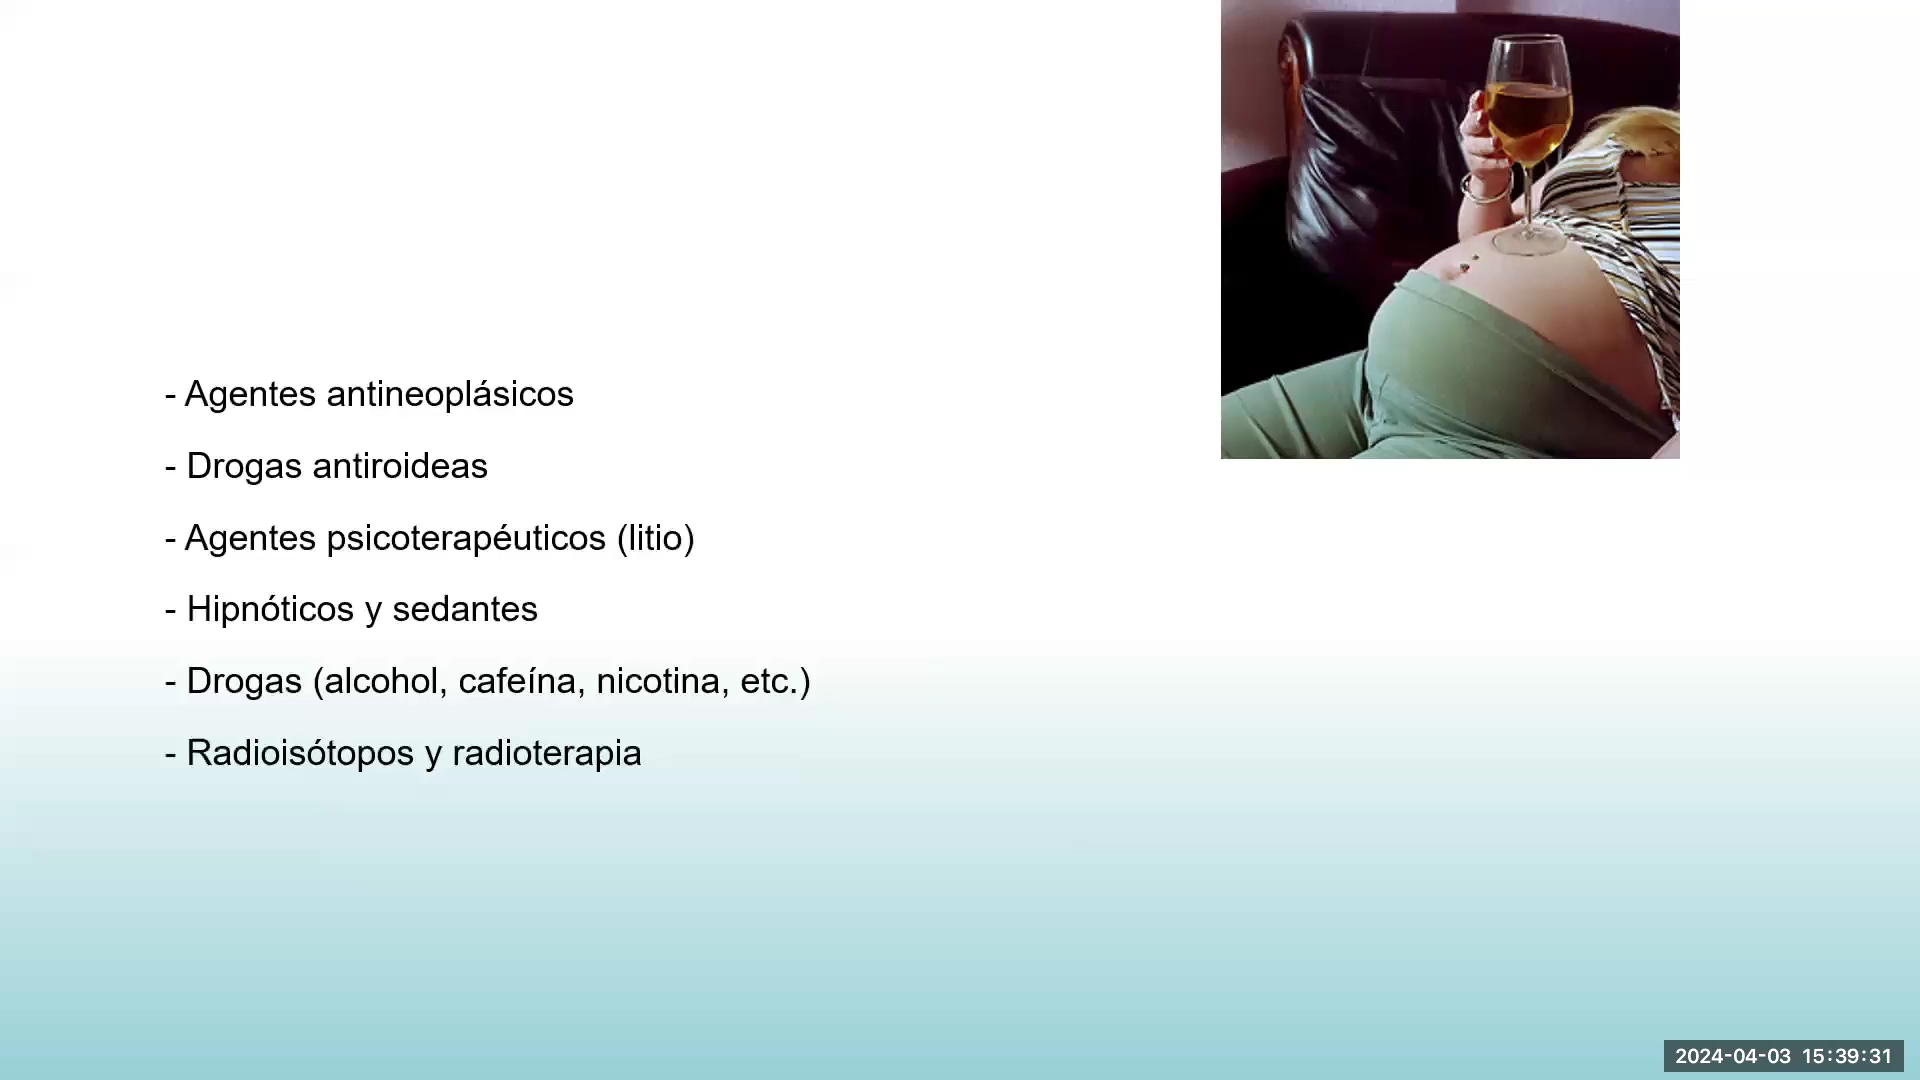 - Agentes antineoplásicos
- Drogas antiroideas
- Agentes psicoterapéuticos (litio)
- Hipnóticos y sedantes
- Drogas (alcohol, cafeína, nicotina, etc.)
- Radioisótopos y radioterapia
2024-04-03 15:39:31